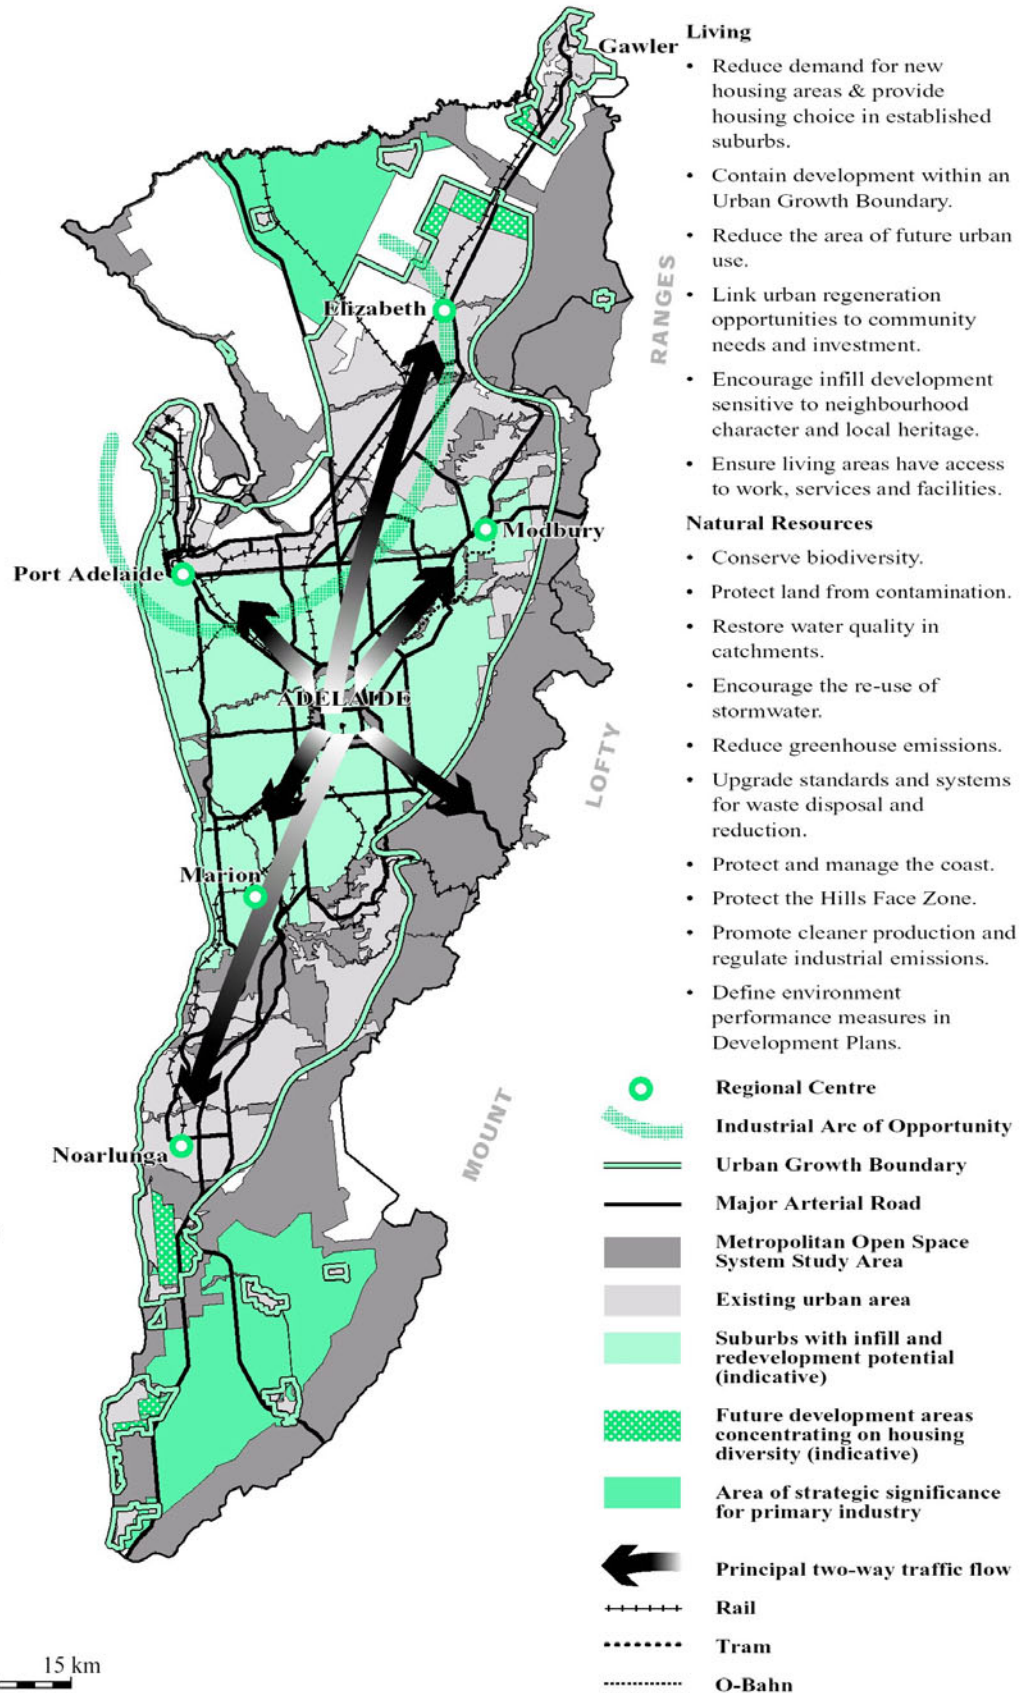 Gawler
Elizabeth
Modbury
Port Adelaide
ADELAIDE
Marion
Noarlunga
RANGES
LOFTY
MOUNT
15 km
Living
• Reduce demand for new
housing areas & provide
housing choice in established
suburbs.
• Contain development within an
Urban Growth Boundary.
• Reduce the area of future urban
use.
• Link urban regeneration
opportunities to community
needs and investment.
• Encourage infill development
sensitive to neighbourhood
character and local heritage.
• Ensure living areas have access
to work, services and facilities.
Natural Resources
• Conserve biodiversity.
• Protect land from contamination.
• Restore water quality in
catchments.
• Encourage the re-use of
stormwater.
• Reduce greenhouse emissions.
• Upgrade standards and systems
for waste disposal and
reduction.
• Protect and manage the coast.
• Protect the Hills Face Zone.
• Promote cleaner production and
regulate industrial emissions.
• Define environment
performance measures in
Development Plans.
Regional Centre
Industrial Arc of Opportunity
Urban Growth Boundary
Major Arterial Road
Metropolitan Open Space
System Study Area
Existing urban area
Suburbs with infill and
redevelopment potential
(indicative)
Future development areas
concentrating on housing
diversity (indicative)
Area of strategic significance
for primary industry
Principal two-way traffic flow
Rail
Tram
O-Bahn